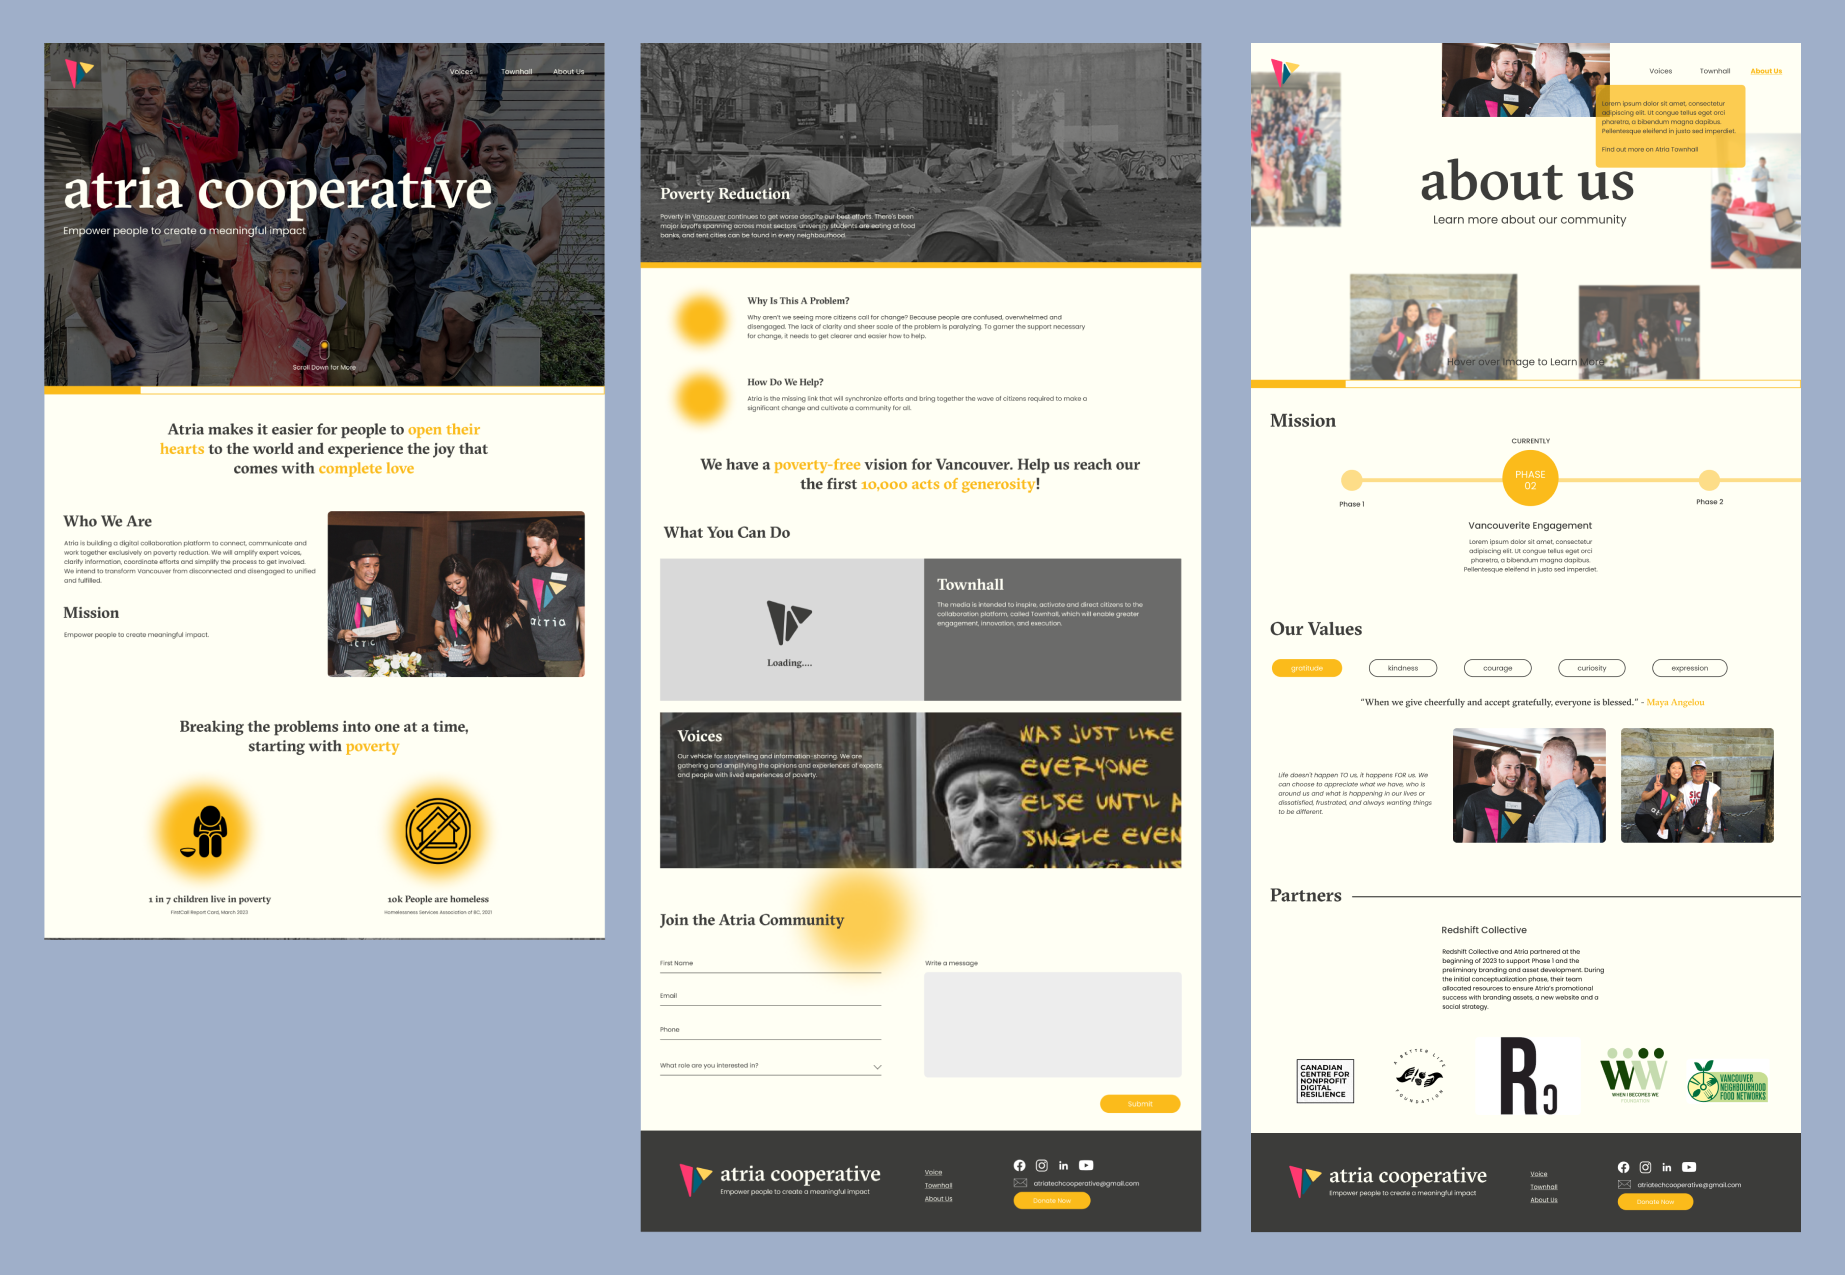 Voices
Townhall
About Us
atria cooperative
Empower people to create a meaningful impact
Scroll Down for More
Atria makes it easier for people to open their
hearts to the world and experience the joy that
comes with complete love
Who We Are
Atria is building a digital collaboration platform to connect, communicate and
work together exclusively on poverty reduction. We will amplify expert voices,
clarify information, coordinate efforts and simplify the process to get involved.
We intend to transform Vancouver from disconnected and disengaged to unified
and fulfilled.
Mission
Empower people to create meaningful impact.
atria
Breaking the problems into one at a time,
starting with poverty
1 in 7 children live in poverty
FirstCall Report Card, March 2023
10k People are homeless
Homelessness Services Association of BC, 2021
Poverty Reduction
Poverty in Vancouver continues to get worse despite our best efforts. There's been
major layoffs spanning across most sectors, university students are eating at food
banks, and tent cities can be found in every neighbourhood.
Why Is This A Problem?
Why aren't we seeing more citizens call for change? Because people are confused, overwhelmed and
disengaged. The lack of clarity and sheer scale of the problem is paralyzing. To garner the support necessary
for change, it needs to get clearer and easier how to help.
How Do We Help?
Atria is the missing link that will synchronize efforts and bring together the wave of citizens required to make a
significant change and cultivate a community for all.
We have a poverty-free vision for Vancouver. Help us reach our
the first 10,000 acts of generosity!
What You Can Do
Loading....
Townhall
The media is intended to inspire, activate and direct citizens to the
collaboration platform, called Townhall, which will enable greater
engagement, innovation, and execution.
Voices
Our vehicle for storytelling and information-sharing. We are
gathering and amplifying the opinions and experiences of experts
and people with lived experiences of poverty.
WAS JUST LIKE
EVERYONE
ELSE UNTIL A
SINGLE EVEN
Join the Atria Community
First Name
Email
Phone
What role are you interested in?
Write a message
Submit
atria cooperative
Empower people to create a meaningful impact
Voice
Townhall
About Us
in
atriatechcooperative@gmail.com
Donate Now
Voices
Townhall
About Us
Lorem ipsum dolor sit amet, consectetur
adipiscing elit. Ut congue tellus eget orci
pharetra, a bibendum magna dapibus.
Pellentesque eleifend in justo sed imperdiet.
Find out more on Atria Townhall
about us
Learn more about our community
Hover over Image to Learn More
Mission
CURRENTLY
PHASE
02
Phase 1
Phase 2
Vancouverite Engagement
Lorem ipsum dolor sit amet, consectetur
adipiscing elit. Ut congue tellus eget orci
pharetra, a bibendum magna dapibus.
Pellentesque eleifend in justo sed imperdiet.
Our Values
gratitude
kindness
courage
curiosity
expression
"When we give cheerfully and accept gratefully, everyone is blessed." - Maya Angelou
Life doesn't happen TO us, it happens FOR us. We
can choose to appreciate what we have, who is
around us and what is happening in our lives or
dissatisfied, frustrated, and always wanting things
to be different.
Partners
Redshift Collective
Redshift Collective and Atria partnered at the
beginning of 2023 to support Phase 1 and the
preliminary branding and asset development. During
the initial conceptualization phase, their team
allocated resources to ensure Atria's promotional
success with branding assets, a new website and a
social strategy.
CANADIAN
CENTRE FOR
NONPROFIT
DIGITAL
RESILIENCE
A BETTER LIFE
FOUNDATION
WHEN I BECOMES WE
FOUNDATION
VANCOUVER
NEIGHBOURHOOD
FOOD NETWORKS
atria cooperative
Empower people to create a meaningful impact
Voice
Townhall
About Us
in
atriatechcooperative@gmail.com
Donate Now